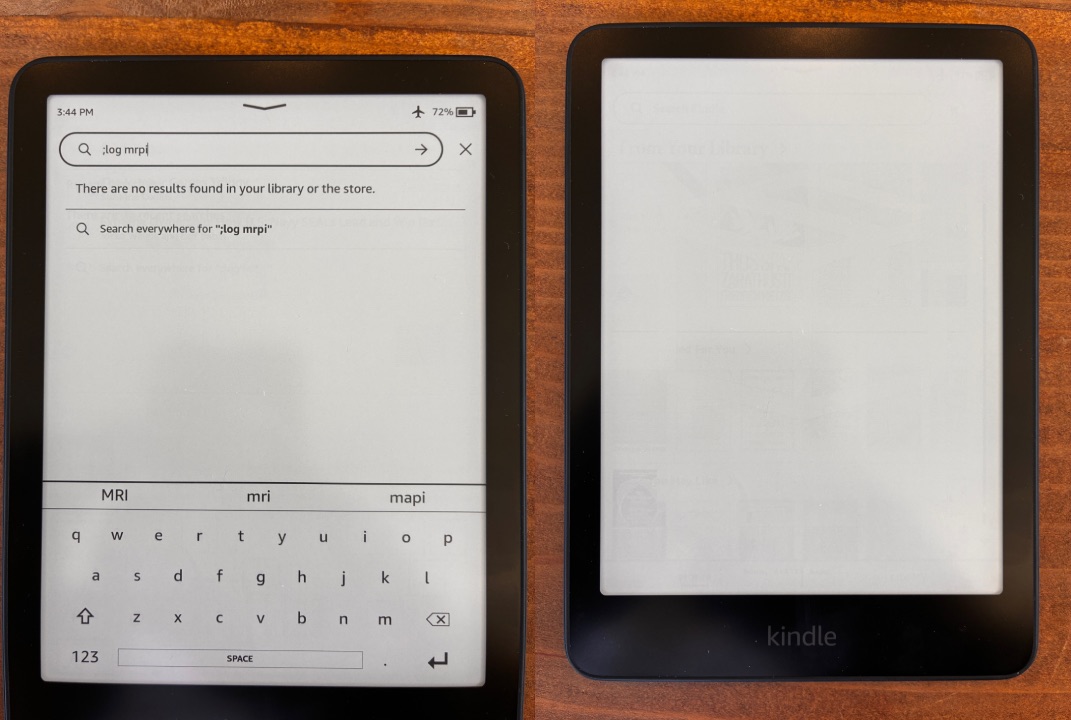 3:44 PM 72%
;log mrpi
There are no results found in your library or the store.
Search everywhere for ";log mrpi"
MRI mri mapi
q w e r t y u i o p
a s d f g h j k l
z x c v b n m
123 SPACE .
kindle